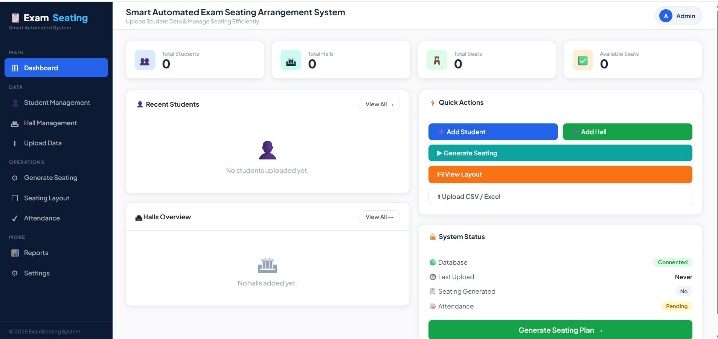 Exam Seating
Smart Automated System
MAIN
Dashboard
DATA
Student Management
Hall Management
Upload Data
OPERATIONS
Generate Seating
Seating Layout
Attendance
MORE
Reports
Settings
© 2025 ExamSeating System
Smart Automated Exam Seating Arrangement System
Upload Student Data & Manage Seating Efficiently
A Admin
Total Students
0
Total Halls
0
Total Seats
0
Available Seats
0
Recent Students
View All →
No students uploaded yet.
Halls Overview
View All →
No halls added yet.
Quick Actions
+ Add Student
Add Hall
Generate Seating
View Layout
Upload CSV / Excel
System Status
Database Connected
Last Upload Never
Seating Generated No
Attendance Pending
Generate Seating Plan →